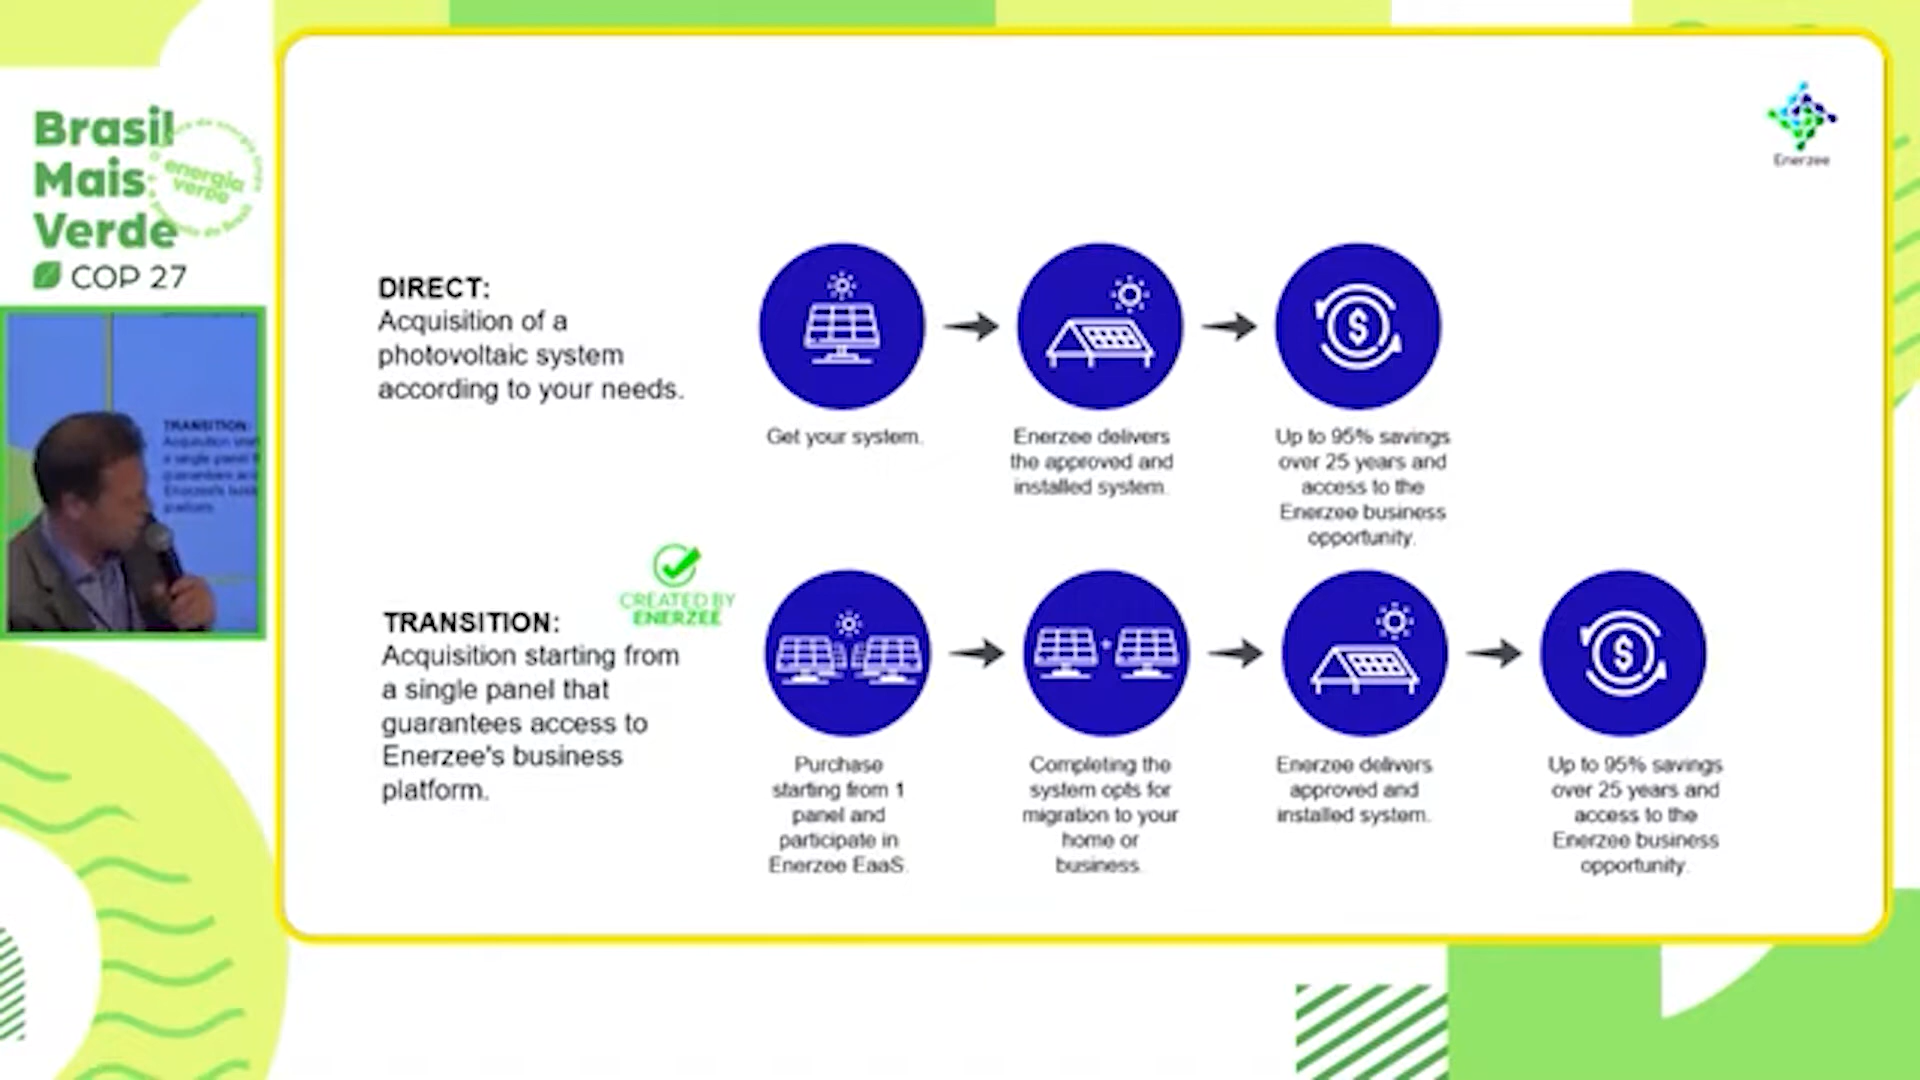 Brasil
Mais
Verde
COP 27
energia
verde
TRANSITION:
Enerzee
DIRECT:
Acquisition of a
photovoltaic system
according to your needs.
Get your system.
Enerzee delivers
the approved and
installed system.
Up to 95% savings
over 25 years and
access to the
Enerzee business
opportunity.
CREATED BY
ENERZEE
TRANSITION:
Acquisition starting from
a single panel that
guarantees access to
Enerzee's business
platform.
Purchase
starting from 1
panel and
participate in
Enerzee EaaS.
Completing the
system opts for
migration to your
home or
business.
Enerzee delivers
approved and
installed system.
Up to 95% savings
over 25 years and
access to the
Enerzee business
opportunity.